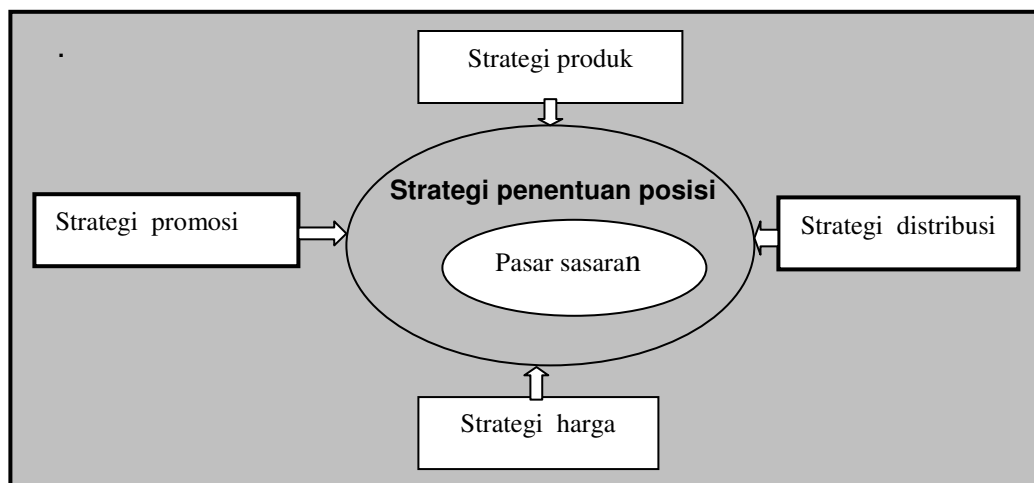 .
Strategi produk
Strategi penentuan posisi
Strategi  promosi
Strategi  distribusi
Pasar sasaran
Strategi  harga